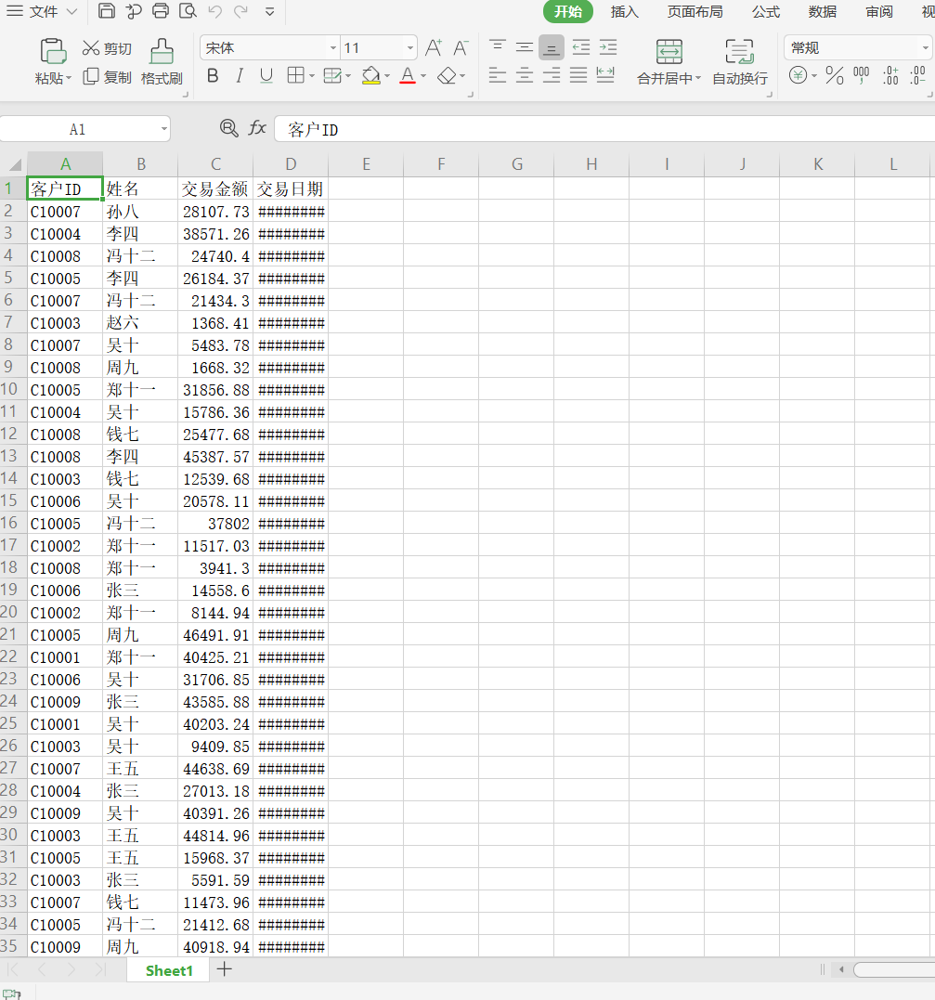 文件 开始 插入 页面布局 公式 数据 审阅
剪切 宋体 11 常规
粘贴 复制 格式刷 B I U A 合并居中 自动换行
A1 fx 客户ID
A B C D E F G H I J K L
1 客户ID 姓名 交易金额 交易日期
2 C10007 孙八 28107.73 ########
3 C10004 李四 38571.26 ########
4 C10008 冯十二 24740.4 ########
5 C10005 李四 26184.37 ########
6 C10007 冯十二 21434.3 ########
7 C10003 赵六 1368.41 ########
8 C10007 吴十 5483.78 ########
9 C10008 周九 1668.32 ########
10 C10005 郑十一 31856.88 ########
11 C10004 吴十 15786.36 ########
12 C10008 钱七 25477.68 ########
13 C10008 李四 45387.57 ########
14 C10003 钱七 12539.68 ########
15 C10006 吴十 20578.11 ########
16 C10005 冯十二 37802 ########
17 C10002 郑十一 11517.03 ########
18 C10008 郑十一 3941.3 ########
19 C10006 张三 14558.6 ########
20 C10002 郑十一 8144.94 ########
21 C10005 周九 46491.91 ########
22 C10001 郑十一 40425.21 ########
23 C10006 吴十 31706.85 ########
24 C10009 张三 43585.88 ########
25 C10001 吴十 40203.24 ########
26 C10003 吴十 9409.85 ########
27 C10007 王五 44638.69 ########
28 C10004 张三 27013.18 ########
29 C10009 吴十 40391.26 ########
30 C10003 王五 44814.96 ########
31 C10005 王五 15968.37 ########
32 C10003 张三 5591.59 ########
33 C10007 钱七 11473.96 ########
34 C10005 冯十二 21412.68 ########
35 C10009 周九 40918.94 ########
Sheet1